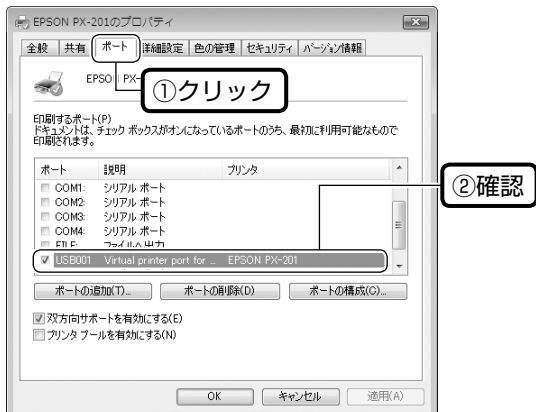 EPSON PX-201のプロパティ
全般 共有 ポート 詳細設定 色の管理 セキュリティ バージョン情報
EPSON PX-
①クリック
印刷するポート(P)
ドキュメントは、チェック ボックスがオンになっているポートのうち、最初に利用可能なもので
印刷されます。
ポート 説明 プリンタ
COM1: シリアル ポート
COM2: シリアル ポート
COM3: シリアル ポート
COM4: シリアル ポート
FILE: ファイルへ出力
USB001 Virtual printer port for ... EPSON PX-201
②確認
ポートの追加(T)... ポートの削除(D) ポートの構成(C)...
双方向サポートを有効にする(E)
プリンタ プールを有効にする(N)
OK キャンセル 適用(A)